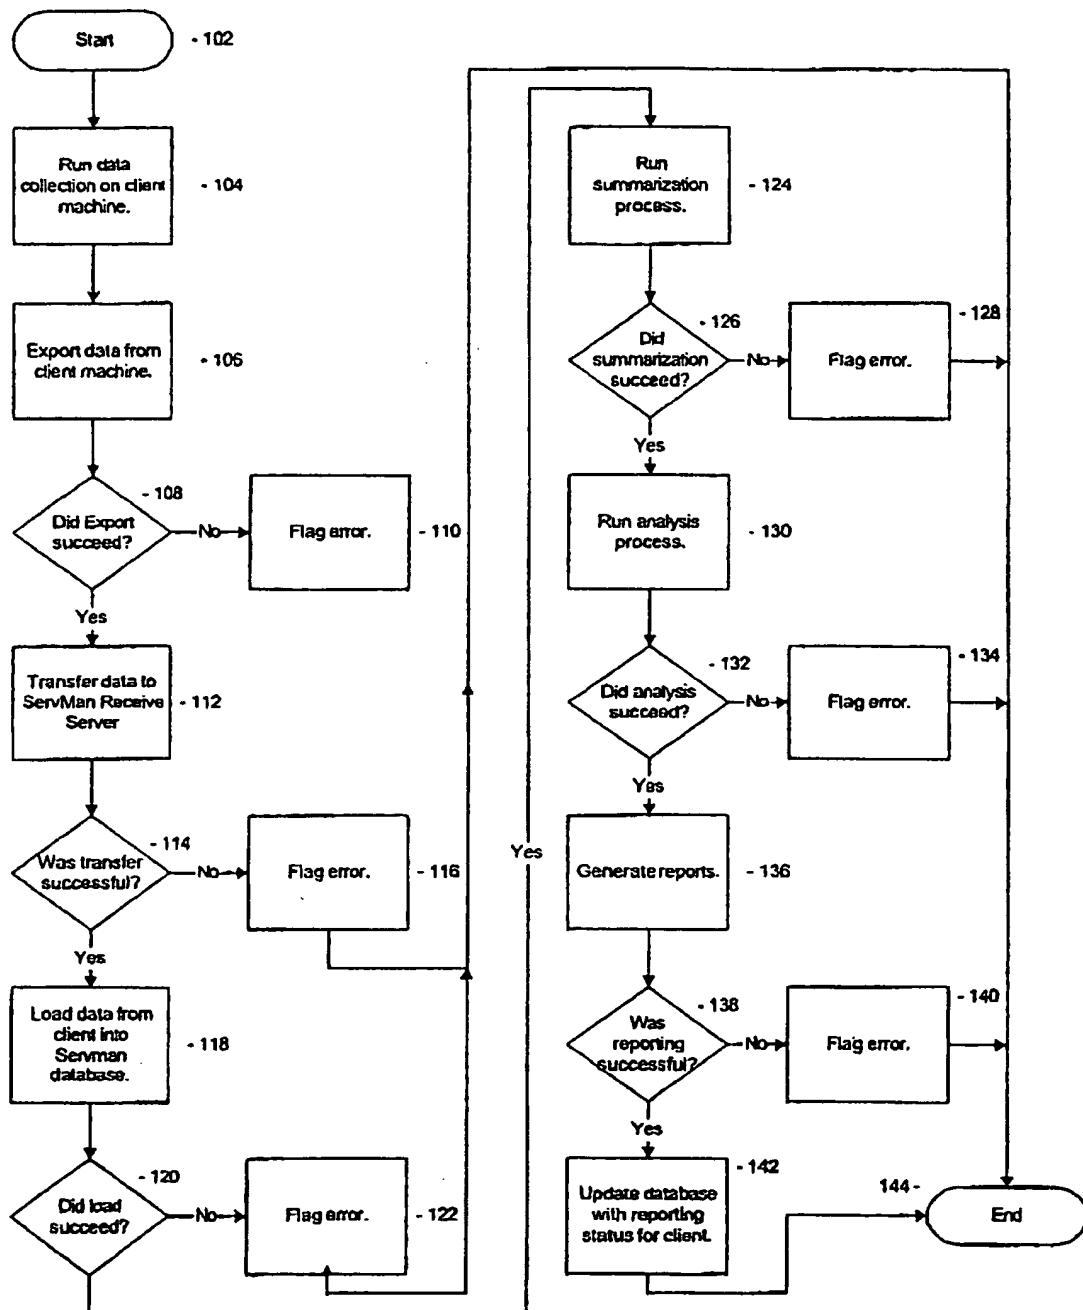 Start
- 102
Run data
collection on client
machine.
- 104
Export data from
client machine.
- 106
Did Export
succeed?
- 108
No
Flag error.
- 110
Yes
Transfer data to
ServMan Receive
Server
- 112
Was transfer
successful?
- 114
No
Flag error.
- 116
Yes
Load data from
client into
Servman
database.
- 118
Did load
succeed?
- 120
No
Flag error.
- 122
Yes
Run
summarization
process.
- 124
Did
summarization
succeed?
- 126
No
Flag error.
- 128
Yes
Run analysis
process.
- 130
Did analysis
succeed?
- 132
No
Flag error.
- 134
Yes
Generate reports.
- 136
Was
reporting
successful?
- 138
No
Flag error.
- 140
Yes
Update database
with reporting
status for client.
- 142
144 -
End